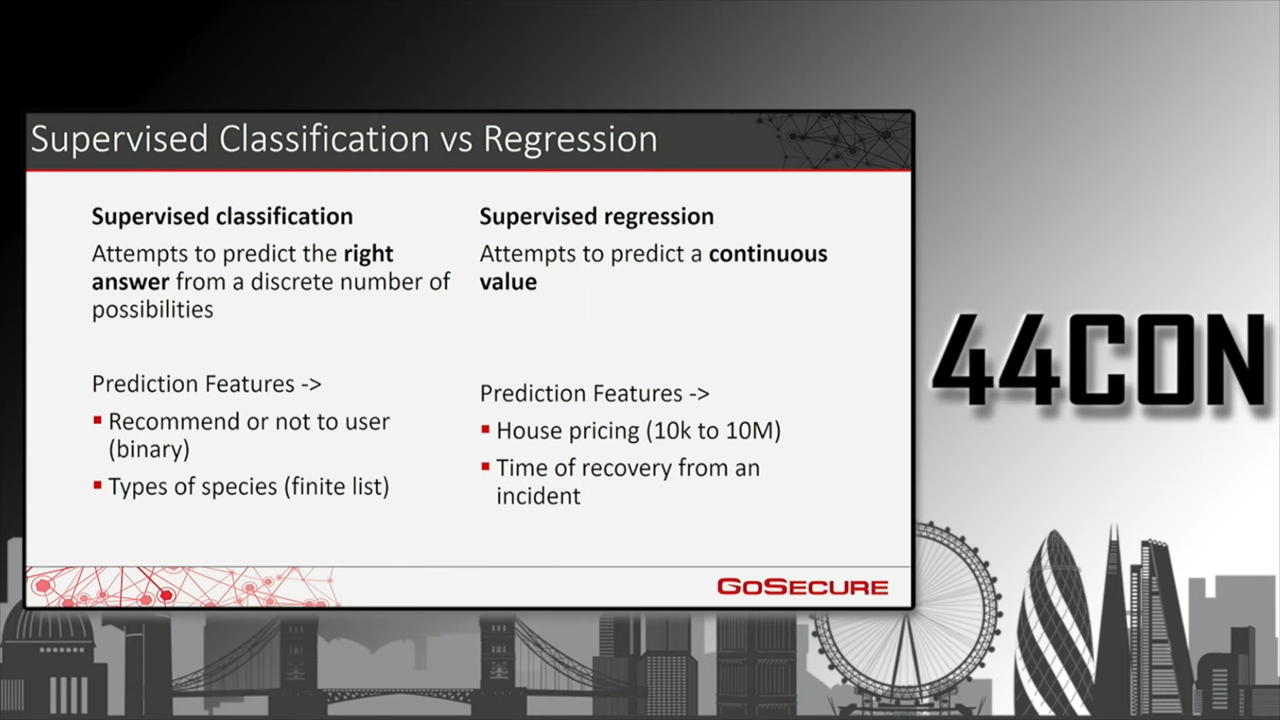 Supervised Classification vs Regression
Supervised classification
Attempts to predict the right
answer from a discrete number of
possibilities
Prediction Features ->
Recommend or not to user
(binary)
Types of species (finite list)
Supervised regression
Attempts to predict a continuous
value
Prediction Features ->
House pricing (10k to 10M)
Time of recovery from an
incident
GOSECURE
44CON